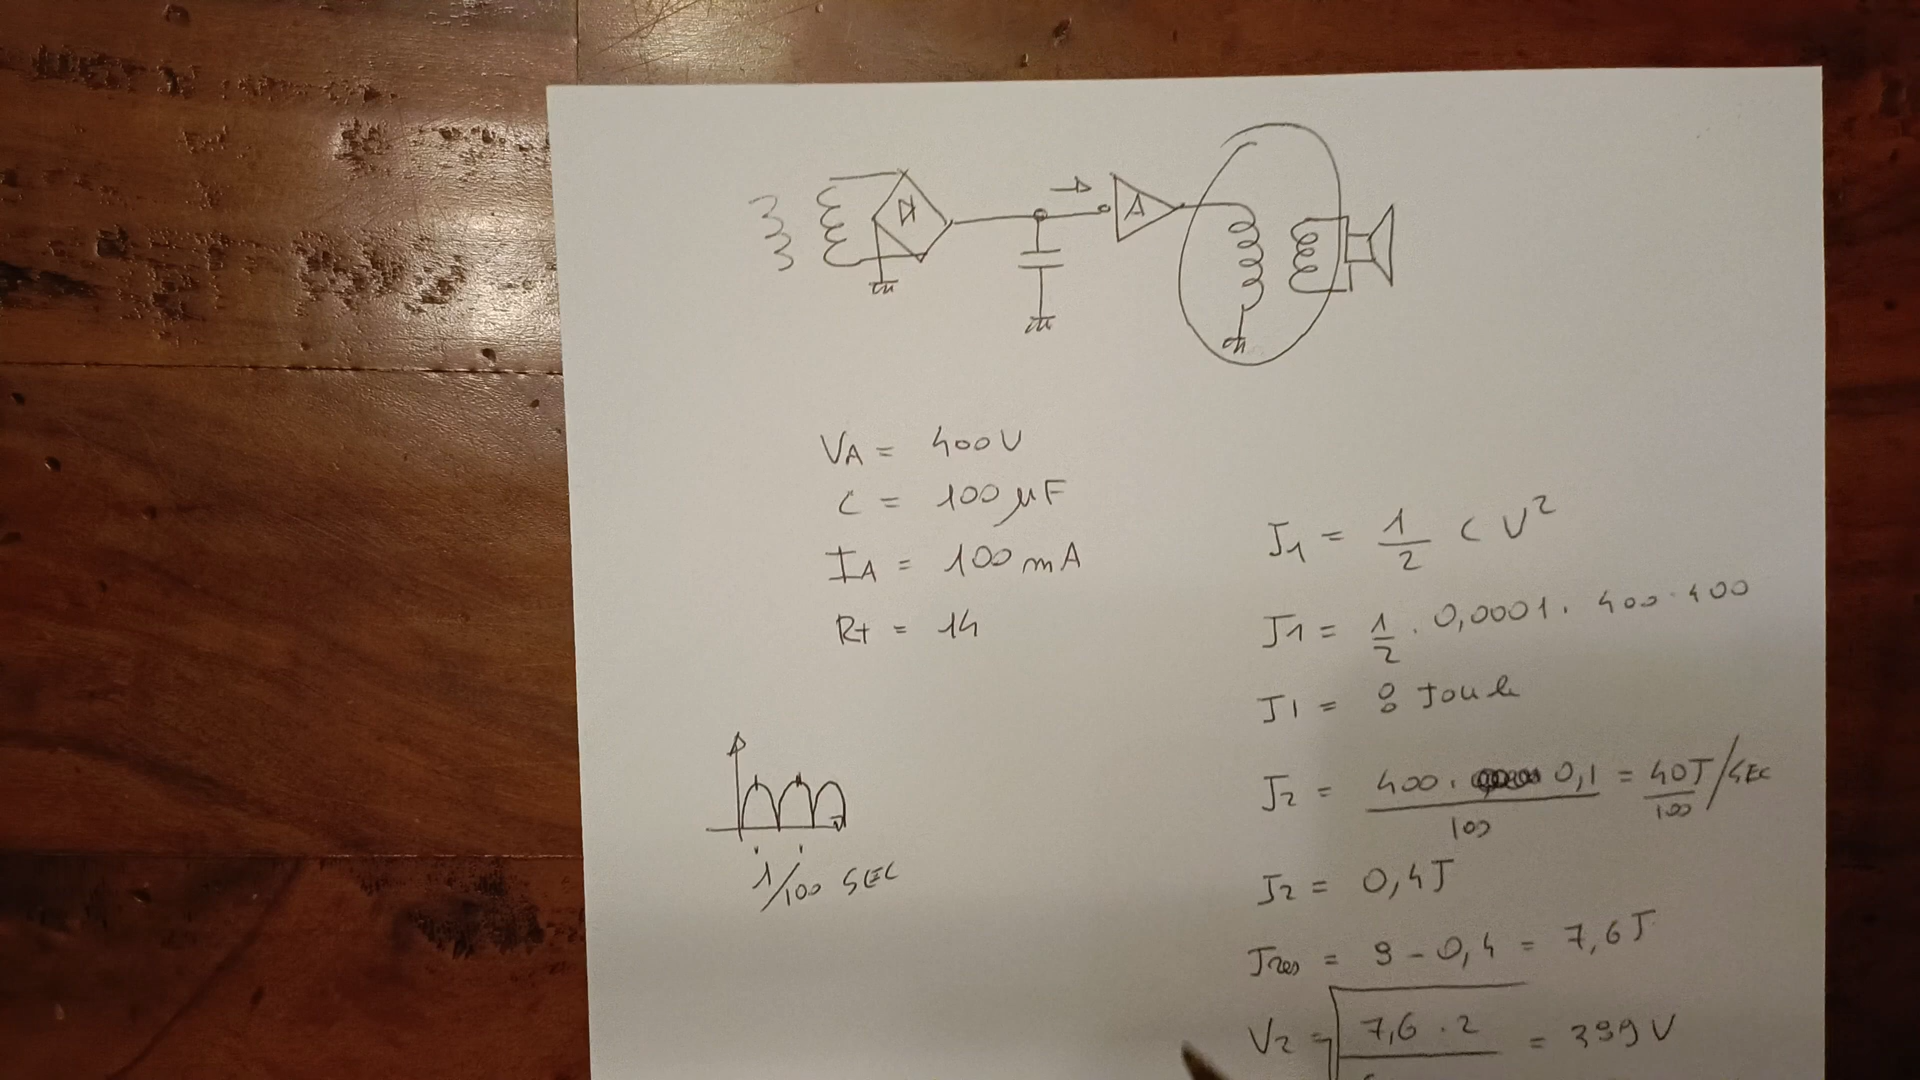 A
VA = 400V
C = 100 µF
IA = 100 mA
Rt = 14
J1 = 1/2 C V²
J1 = 1/2 . 0,0001 . 400 . 400
J1 = 8 Joule
J2 = 400 . 0,1 / 100 = 40J/100 /SEC
J2 = 0,4J
Jres = 8 - 0,4 = 7,6J
V2 = √ 7,6 . 2 = 389 V
1/100 SEC